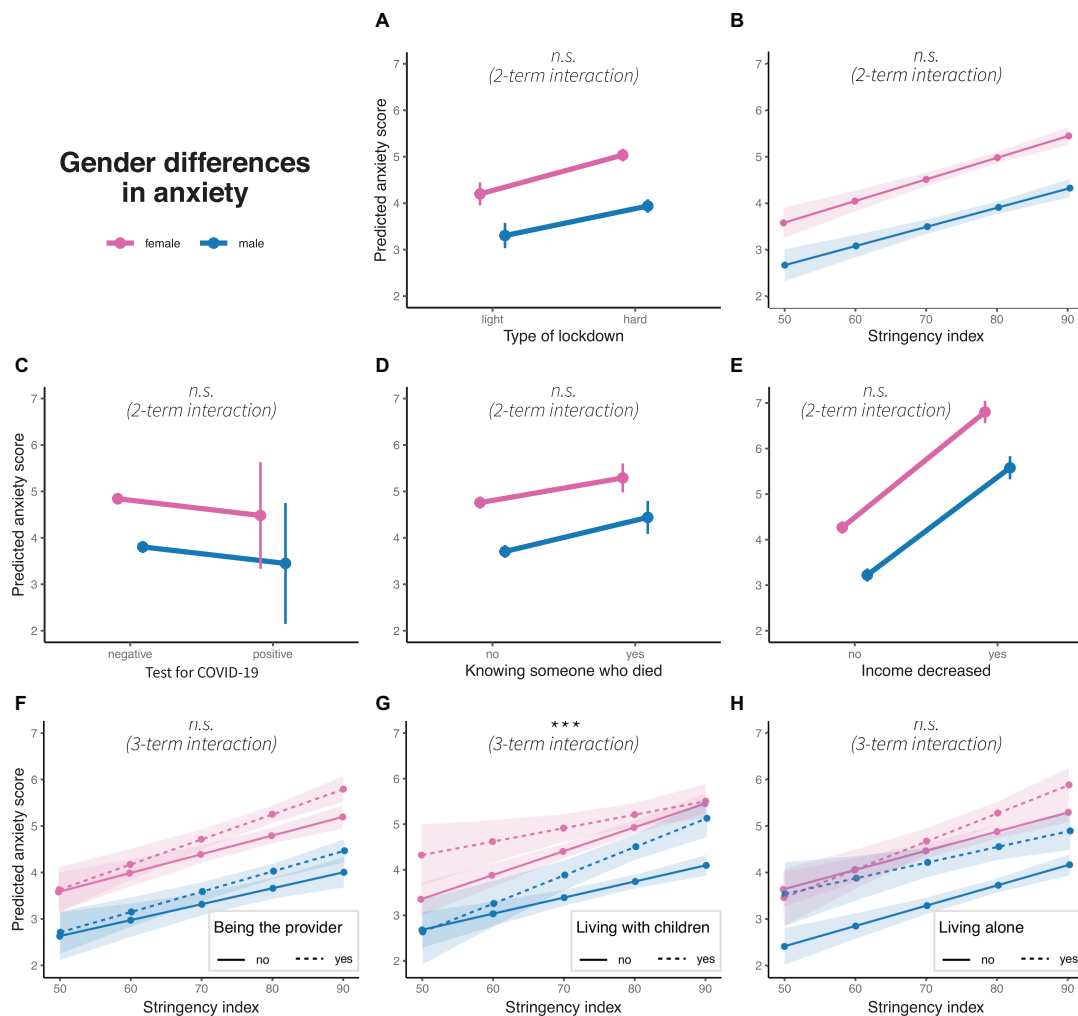 A
n.s.
(2-term interaction)
7
6
5
4
3
2
Predicted anxiety score
light
hard
Type of lockdown
B
n.s.
(2-term interaction)
7
6
5
4
3
2
50
60
70
80
90
Stringency index
Gender differences
in anxiety
female
male
C
n.s.
(2-term interaction)
7
6
5
4
3
2
Predicted anxiety score
negative
positive
Test for COVID-19
D
n.s.
(2-term interaction)
7
6
5
4
3
2
no
yes
Knowing someone who died
E
n.s.
(2-term interaction)
7
6
5
4
3
2
no
yes
Income decreased
F
n.s.
(3-term interaction)
7
6
5
4
3
2
Predicted anxiety score
Being the provider
no
yes
50
60
70
80
90
Stringency index
G
***
(3-term interaction)
7
6
5
4
3
2
Living with children
no
yes
50
60
70
80
90
Stringency index
H
n.s.
(3-term interaction)
7
6
5
4
3
2
Living alone
no
yes
50
60
70
80
90
Stringency index